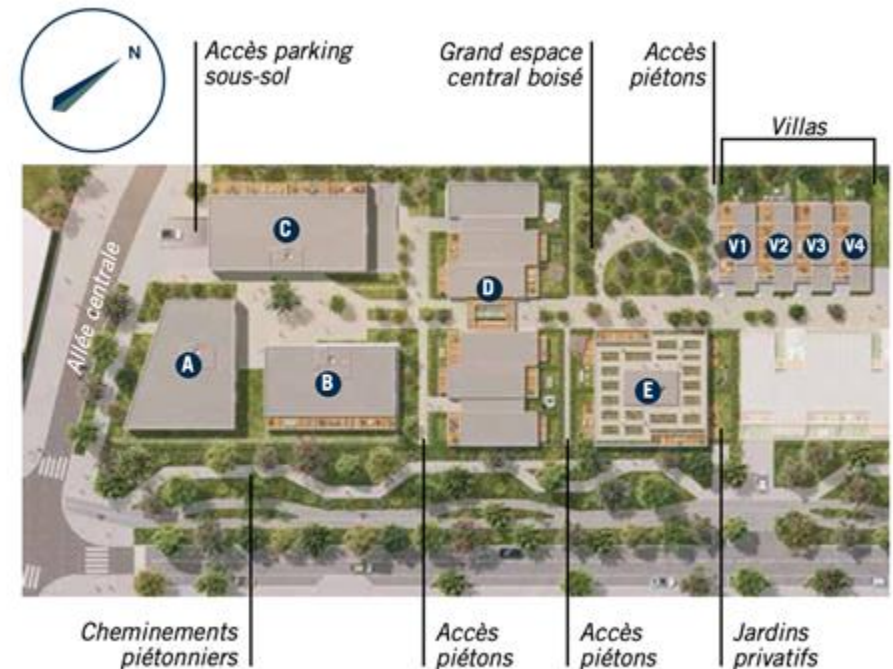 N
Accès parking
sous-sol
Grand espace
central boisé
Accès
piétons
Villas
Allée centrale
C
D
V1
V2
V3
V4
A
B
E
Cheminements
piétonniers
Accès
piétons
Accès
piétons
Jardins
privatifs